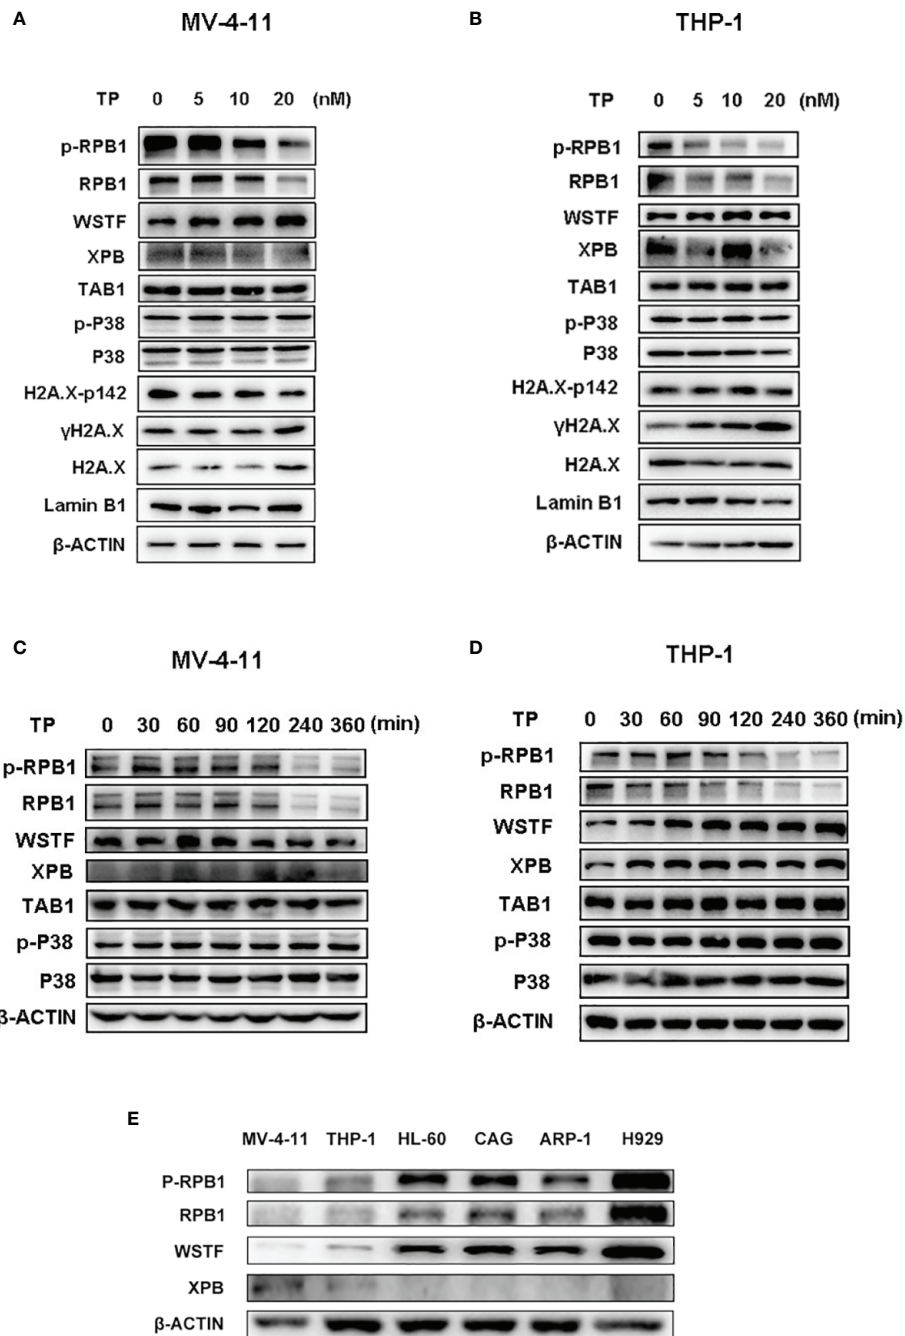 A
MV-4-11
TP 0 5 10 20 (nM)
p-RPB1
RPB1
WSTF
XPB
TAB1
p-P38
P38
H2A.X-p142
γH2A.X
H2A.X
Lamin B1
β-ACTIN
B
THP-1
TP 0 5 10 20 (nM)
p-RPB1
RPB1
WSTF
XPB
TAB1
p-P38
P38
H2A.X-p142
γH2A.X
H2A.X
Lamin B1
β-ACTIN
C
MV-4-11
TP 0 30 60 90 120 240 360 (min)
p-RPB1
RPB1
WSTF
XPB
TAB1
p-P38
P38
β-ACTIN
D
THP-1
TP 0 30 60 90 120 240 360 (min)
p-RPB1
RPB1
WSTF
XPB
TAB1
p-P38
P38
β-ACTIN
E
MV-4-11 THP-1 HL-60 CAG ARP-1 H929
P-RPB1
RPB1
WSTF
XPB
β-ACTIN